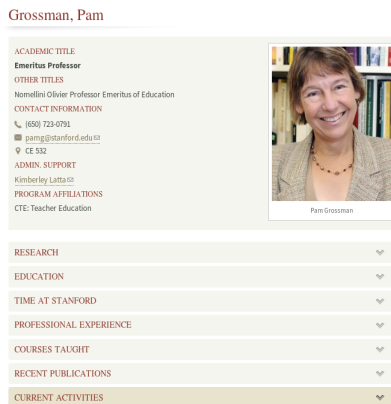 Grossman, Pam
ACADEMIC TITLE
Emeritus Professor
OTHER TITLES
Nomellini Olivier Professor Emeritus of Education
CONTACT INFORMATION
(650) 723-0791
pamg@stanford.edu
CE 532
ADMIN. SUPPORT
Kimberley Latta
PROGRAM AFFILIATIONS
CTE: Teacher Education
Pam Grossman
RESEARCH
EDUCATION
TIME AT STANFORD
PROFESSIONAL EXPERIENCE
COURSES TAUGHT
RECENT PUBLICATIONS
CURRENT ACTIVITIES